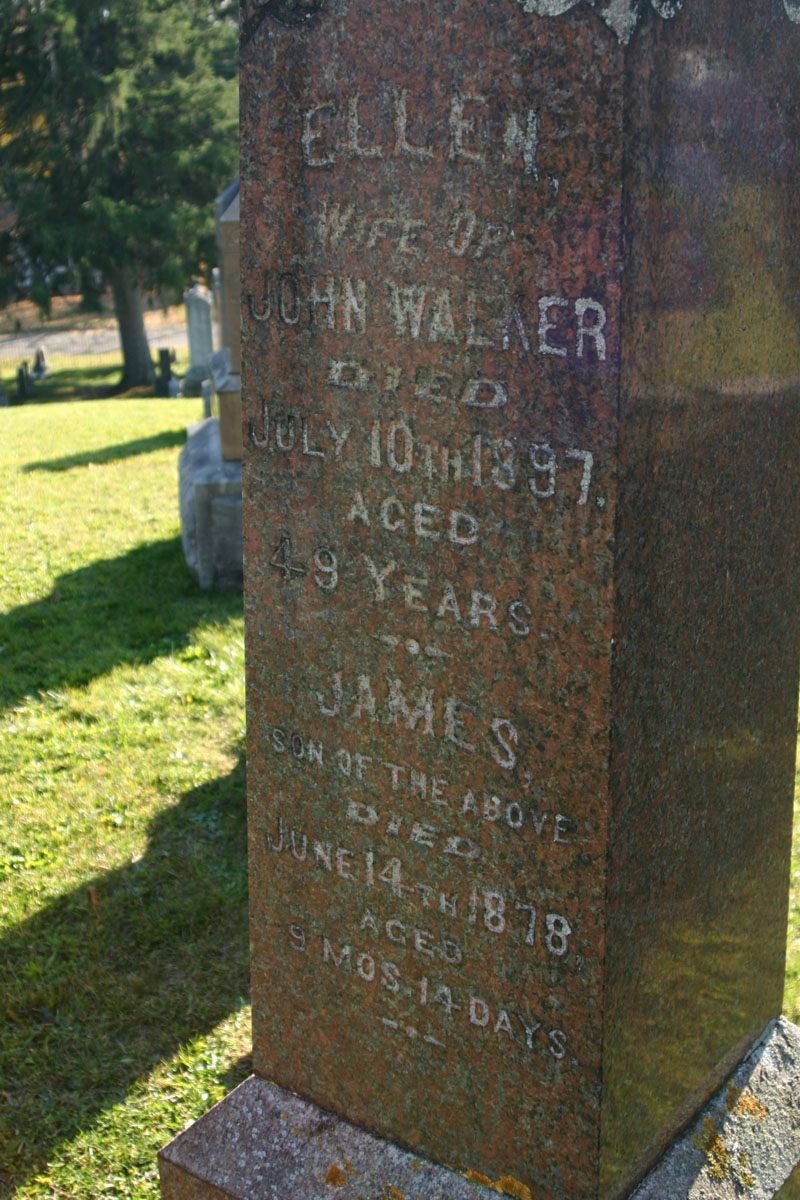 ELLEN,
WIFE OF
JOHN WALKER
DIED
JULY 10TH 1897.
AGED
49 YEARS.
JAMES,
SON OF THE ABOVE
DIED
JUNE 14TH 1878,
AGED
9 MOS. 14 DAYS.